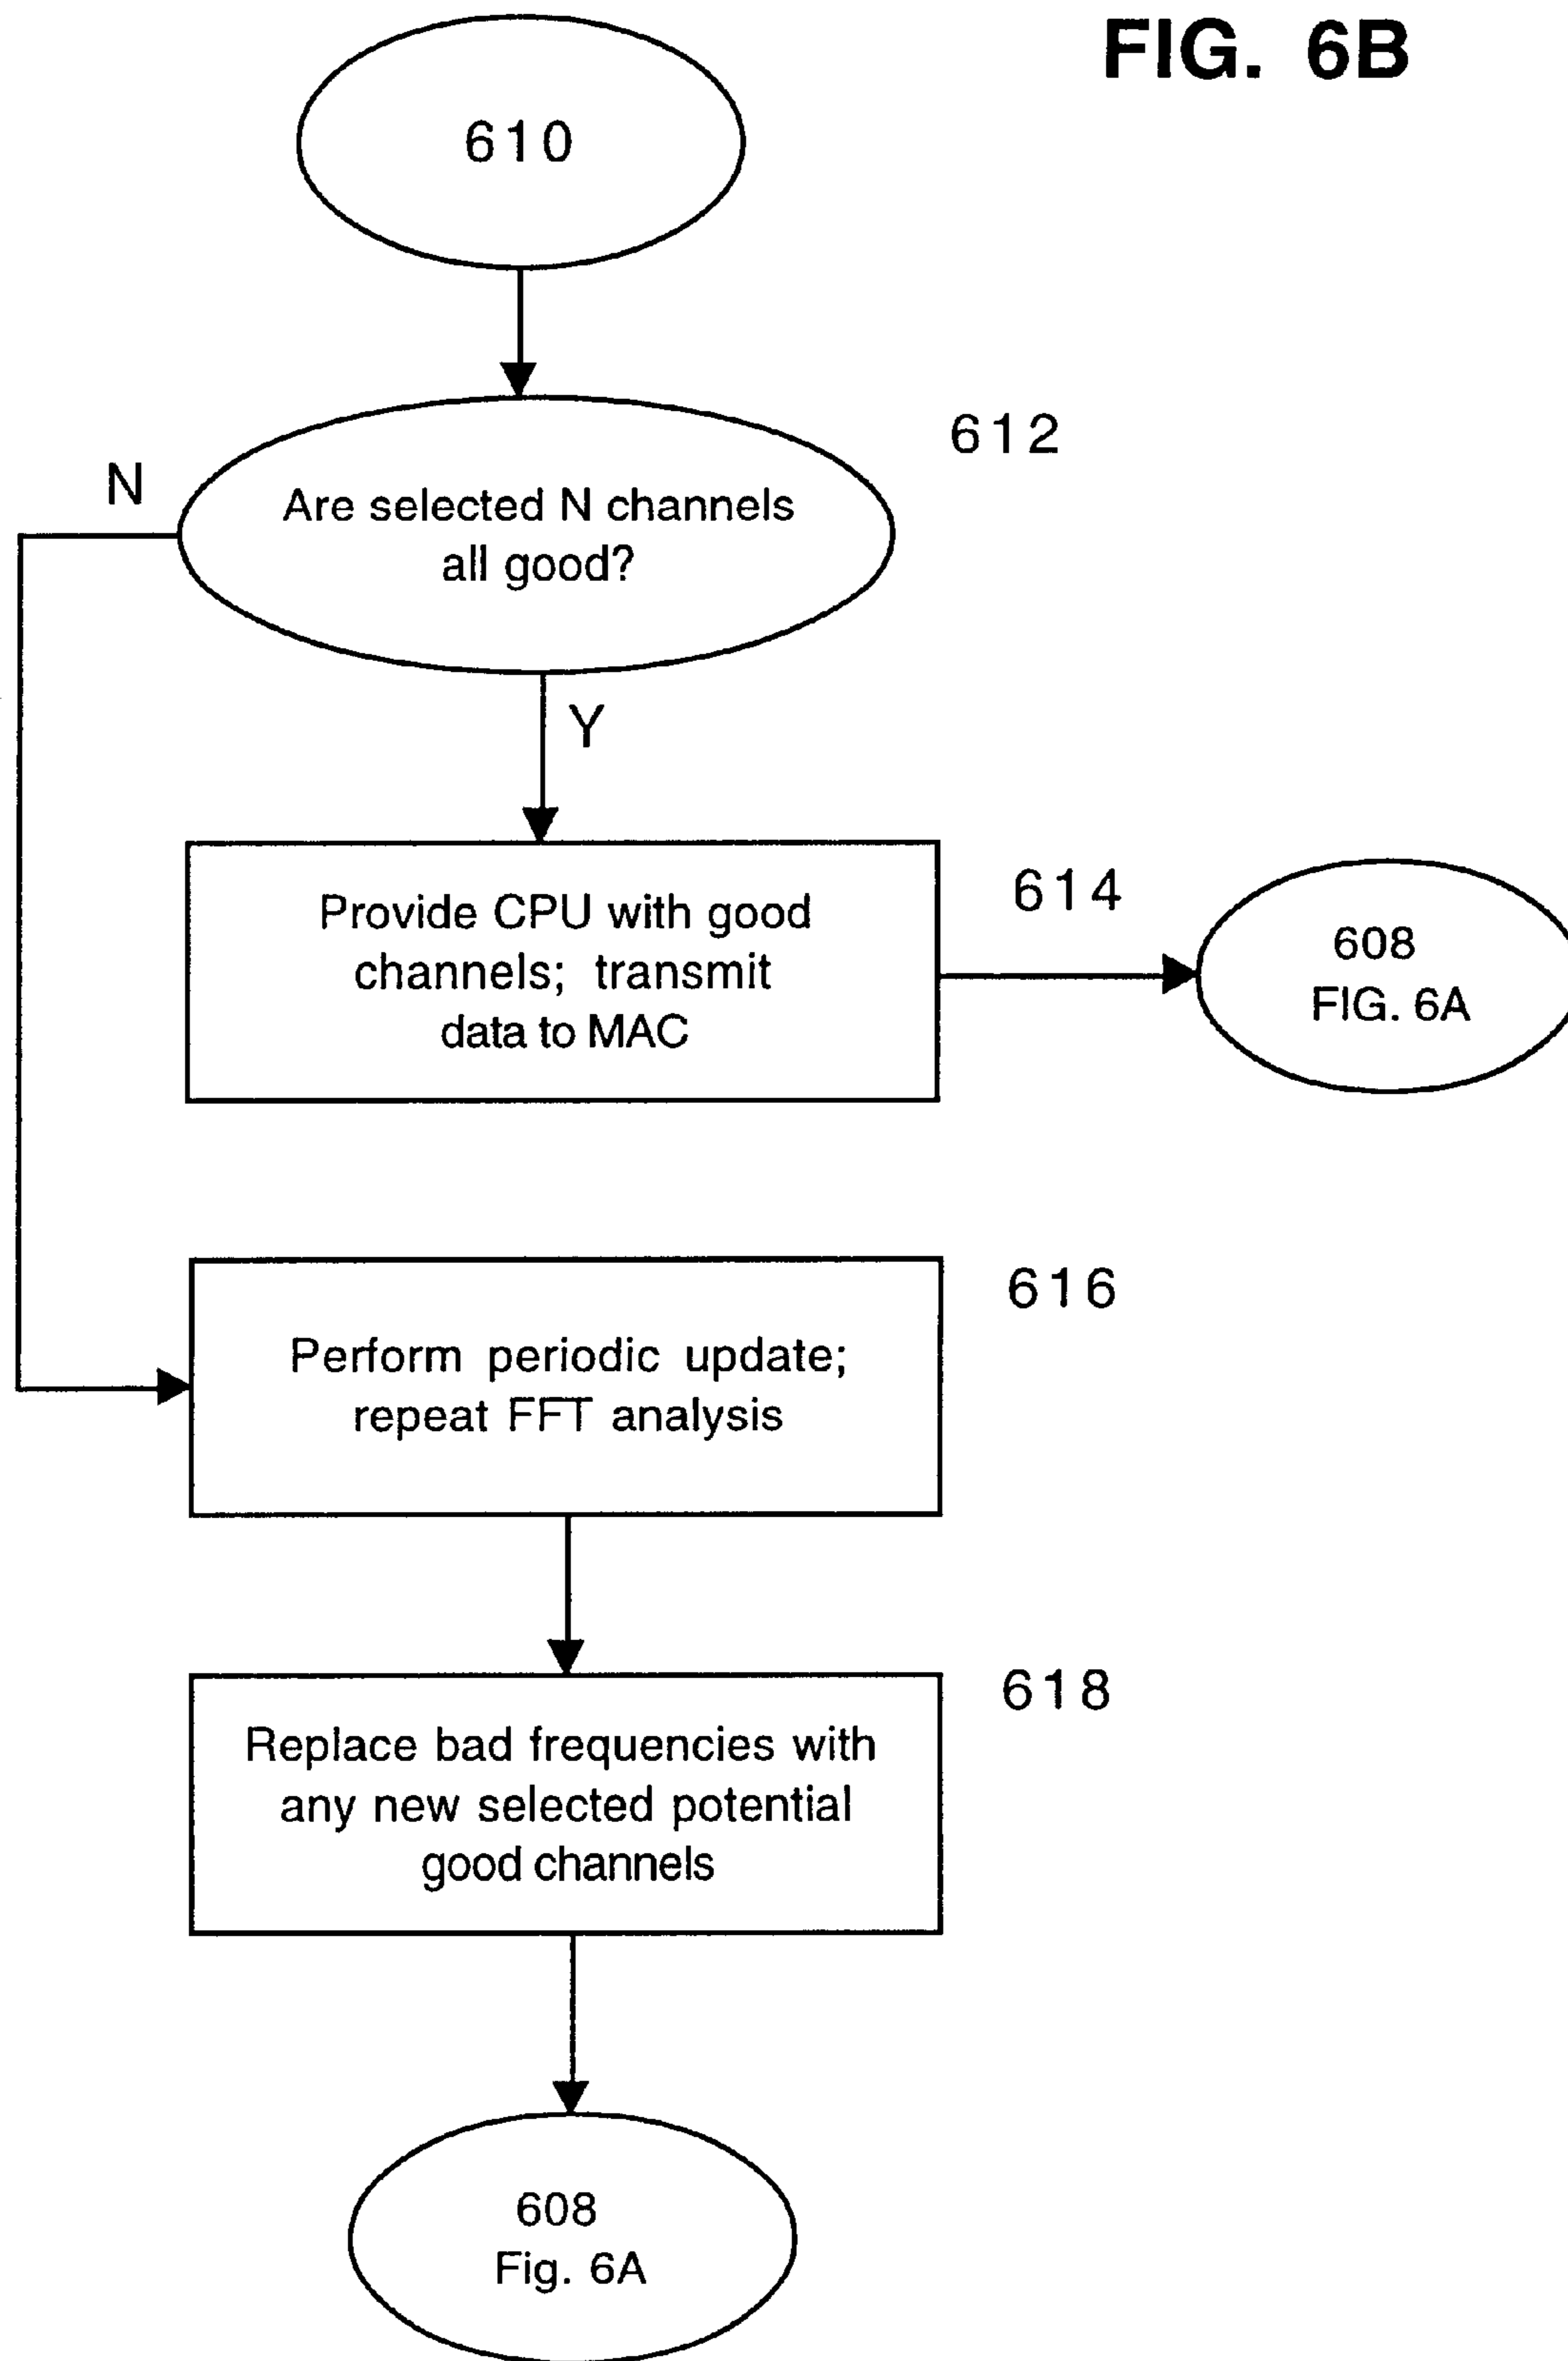 FIG. 6B
610
612
N
Are selected N channels
all good?
Y
614
Provide CPU with good
channels; transmit
data to MAC
608
FIG. 6A
616
Perform periodic update;
repeat FFT analysis
618
Replace bad frequencies with
any new selected potential
good channels
608
Fig. 6A